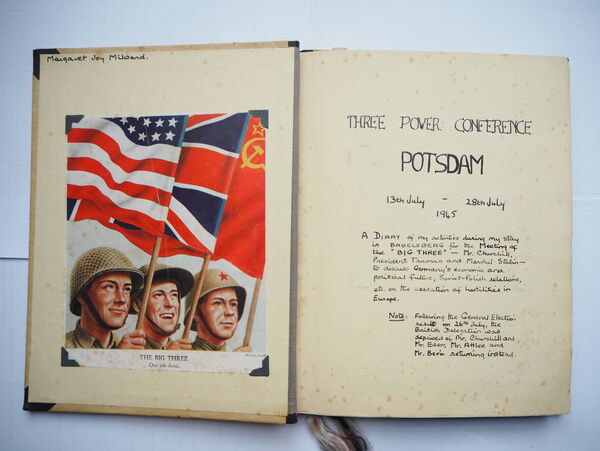 Margaret Joy Milward.
THE BIG THREE
One job done.
THREE POWER CONFERENCE
POTSDAM
13th July - 28th July
1945
A DIARY of my activities during my stay
in BABELSBERG for the Meeting of
the "BIG THREE" - Mr. Churchill,
President Truman and Marshal Stalin -
to discuss Germany's economic and
political future, Soviet-Polish relations,
etc. on the cessation of hostilities in
Europe.
Note: Following the General Election
result on 26th July, the
British Delegation was
deprived of Mr. Churchill and
Mr. Eden, Mr. Attlee and
Mr. Bevin returning instead.